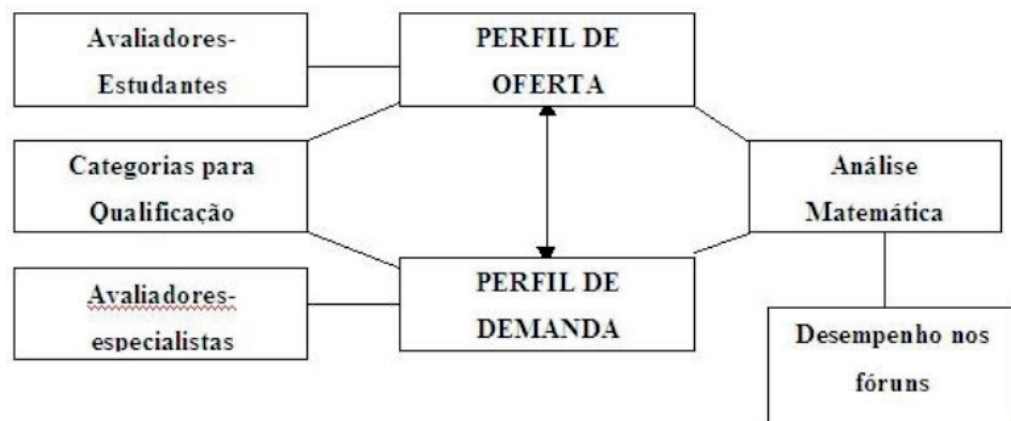 Avaliadores-
Estudantes
PERFIL DE
OFERTA
Categorias para
Qualificação
Análise
Matemática
Avaliadores-
especialistas
PERFIL DE
DEMANDA
Desempenho nos
fóruns